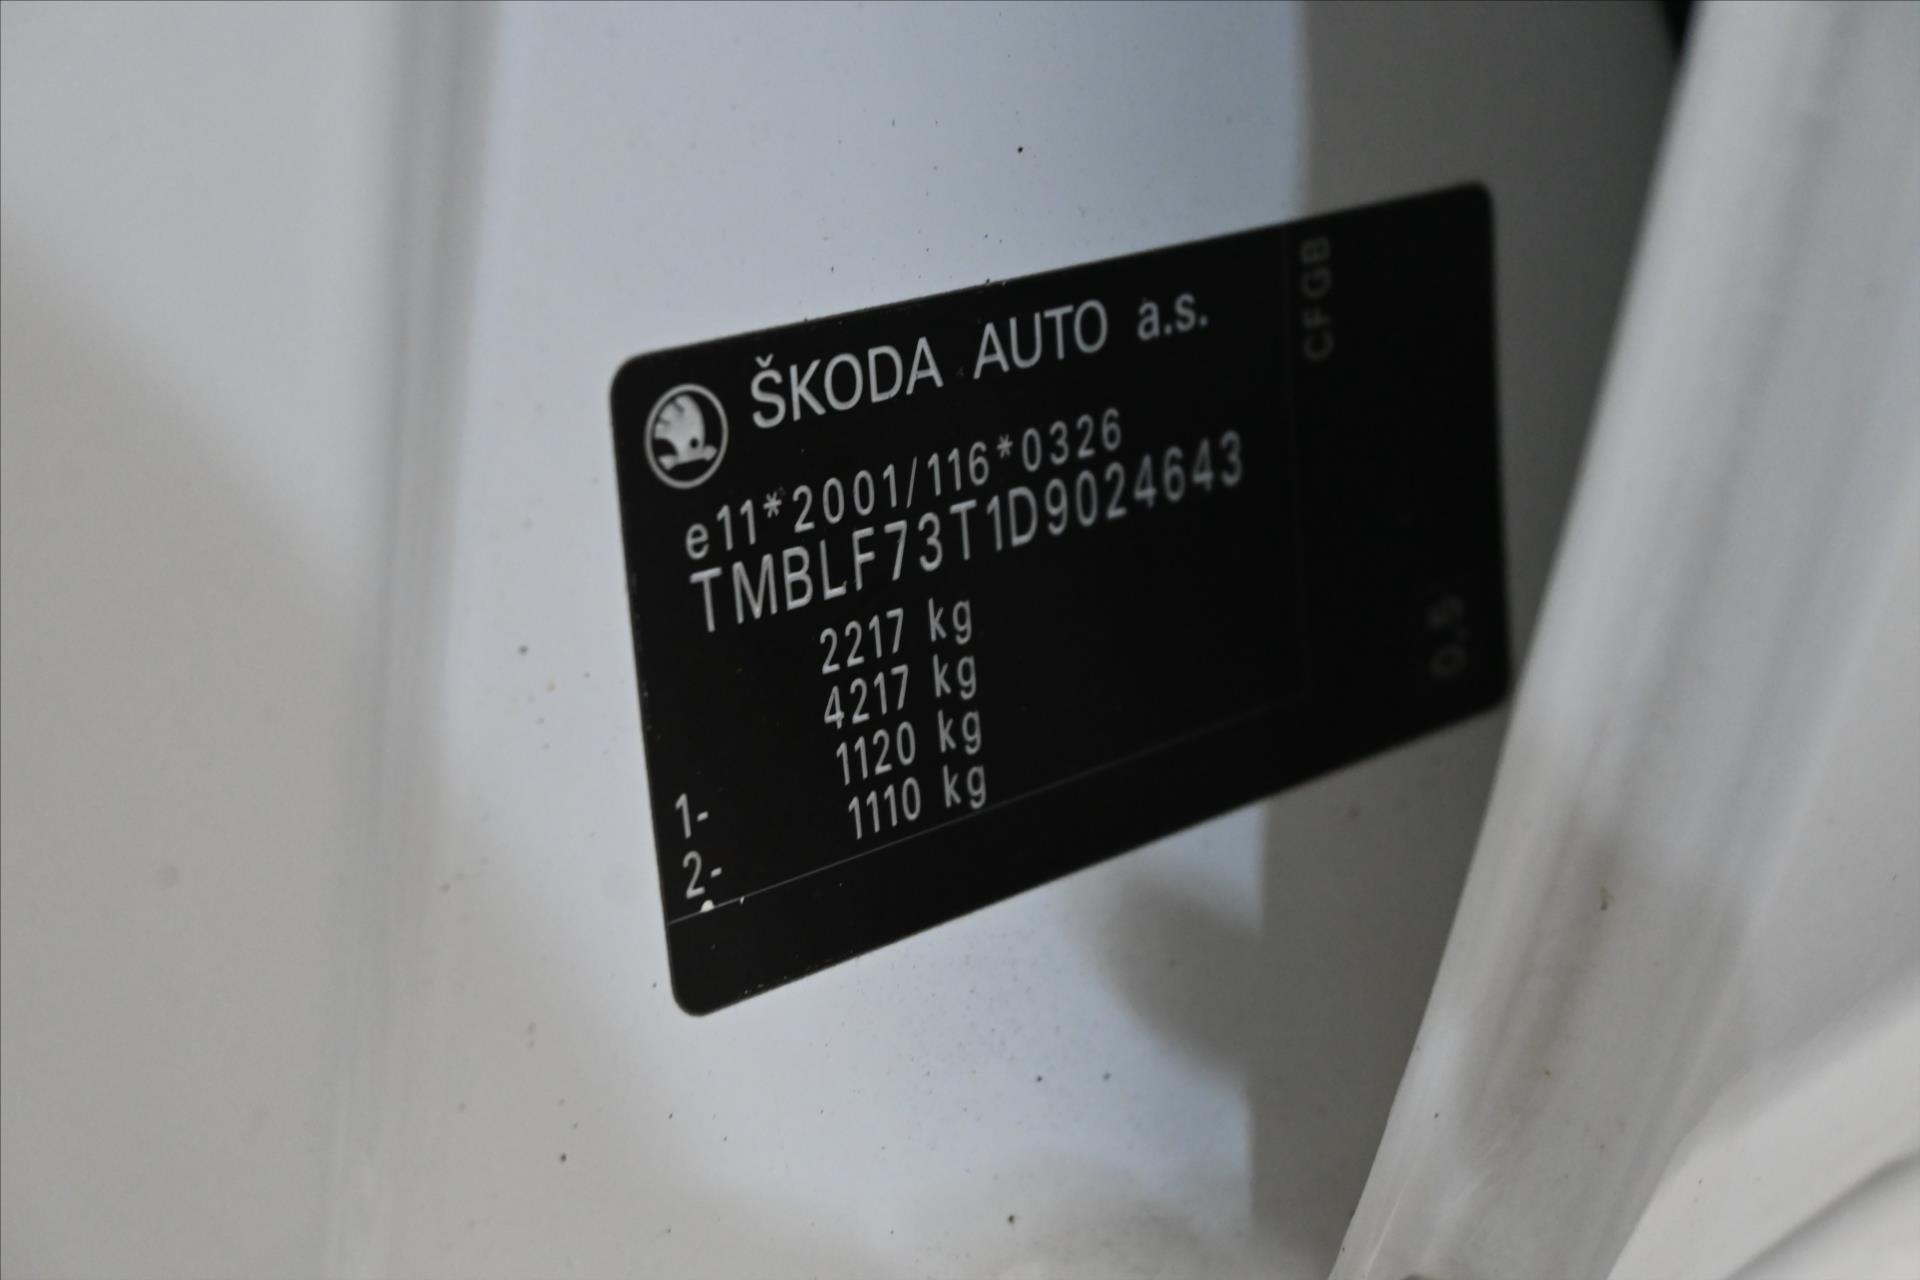 ŠKODA AUTO a.s.
e11*2001/116*0326
TMBLF73T1D9024643
2217 kg
4217 kg
1- 1120 kg
2- 1110 kg
CFGB
0,5